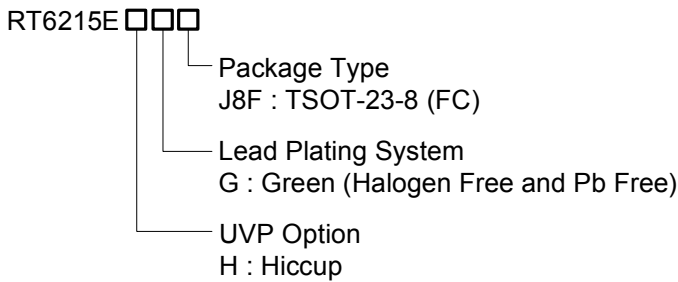 RT6215E
Package Type
J8F : TSOT-23-8 (FC)
Lead Plating System
G : Green (Halogen Free and Pb Free)
UVP Option
H : Hiccup